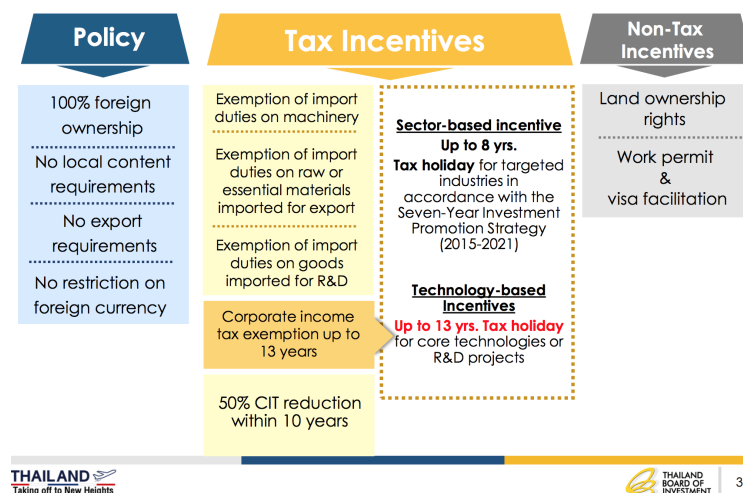 Policy
100% foreign
ownership
No local content
requirements
No export
requirements
No restriction on
foreign currency
Tax Incentives
Exemption of import
duties on machinery
Exemption of import
duties on raw or
essential materials
imported for export
Exemption of import
duties on goods
imported for R&D
Corporate income
tax exemption up to
13 years
50% CIT reduction
within 10 years
Sector-based incentive
Up to 8 yrs.
Tax holiday for targeted
industries in
accordance with the
Seven-Year Investment
Promotion Strategy
(2015-2021)
Technology-based
Incentives
Up to 13 yrs. Tax holiday
for core technologies or
R&D projects
Non-Tax
Incentives
Land ownership
rights
Work permit
&
visa facilitation
THAILAND
Taking off to New Heights
THAILAND
BOARD OF
INVESTMENT
3